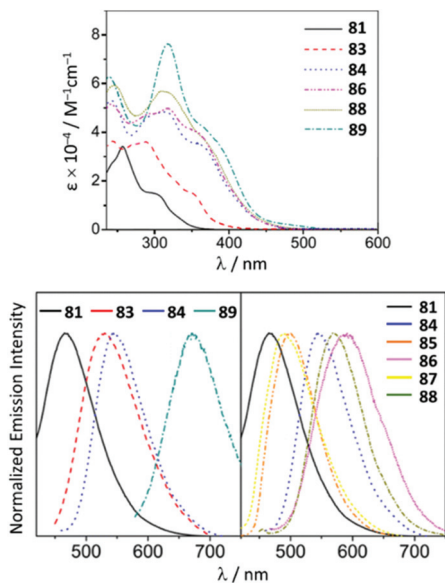 81
83
84
86
88
89
ε × 10⁻⁴ / M⁻¹cm⁻¹
8
6
4
2
0
300 400 500 600
λ / nm
81 83 84 89
81
84
85
86
87
88
Normalized Emission Intensity
500 600 700 500 600 700
λ / nm